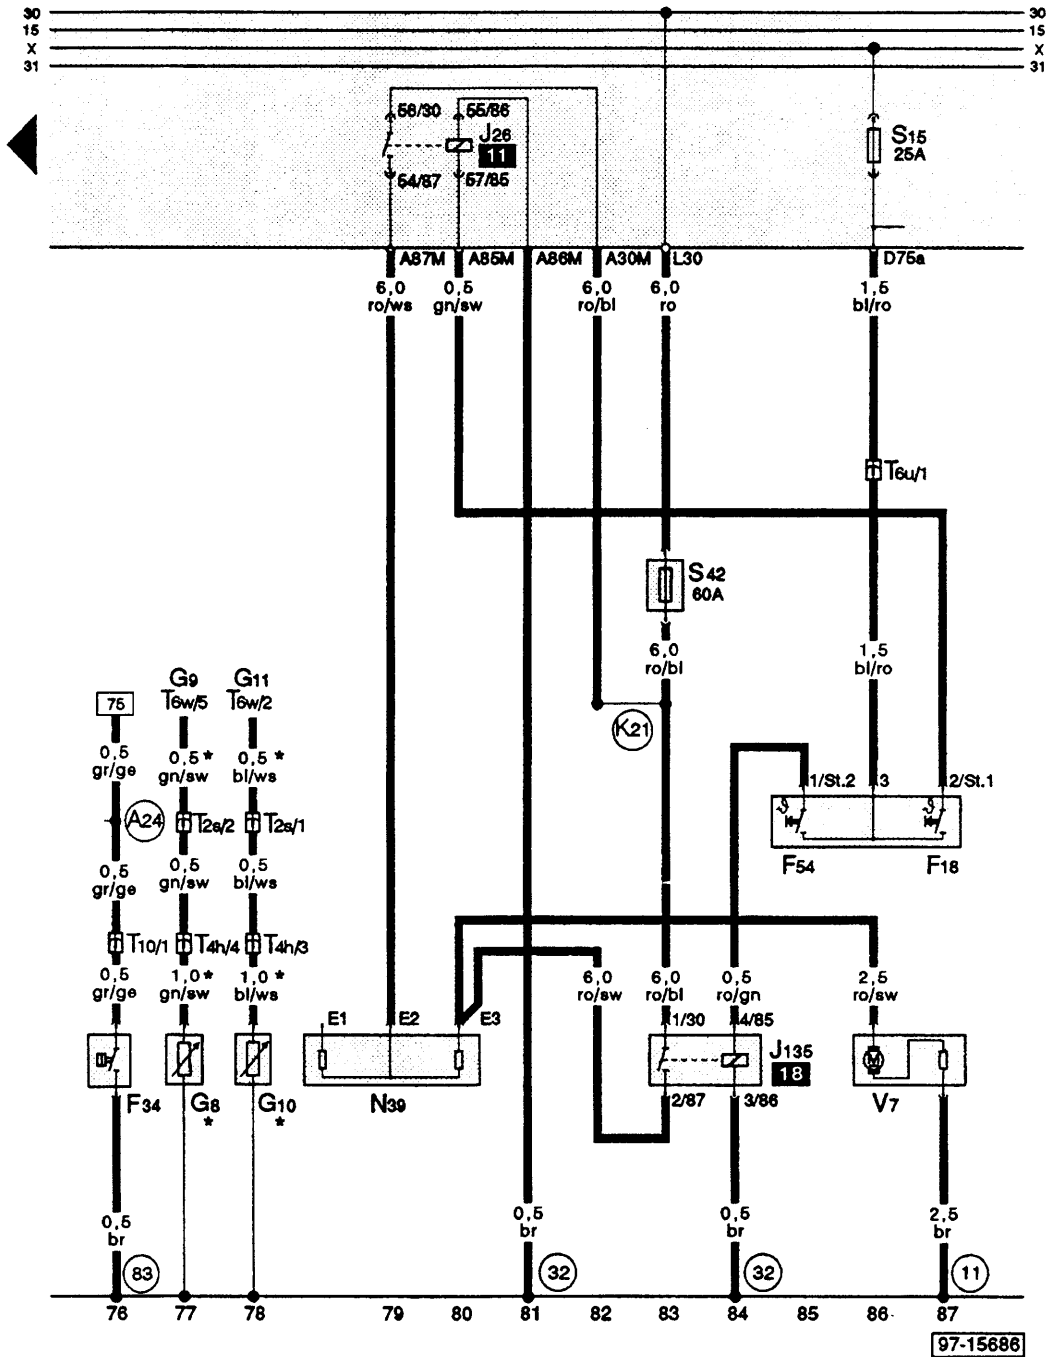 30 30
15 15
X X
31 31
56/30 55/86
J26
11
S15
25A
54/87 57/85
A87M A85M A86M A30M L30 D75a
6,0 0,5 6,0 6,0 1,5
ro/ws gn/sw ro/bl ro bl/ro
T6u/1
S42
60A
6,0 1,5
ro/bl bl/ro
G9 G11
T6w/5 T6w/2
75
K21
0,5 0,5* 0,5*
gr/ge gn/sw bl/ws
1/St.2 3 2/St.1
A24 T2s/2 T2s/1
F54 F18
0,5 0,5 0,5
gr/ge gn/sw bl/ws
T10/1 T4h/4 T4h/3
0,5 1,0* 1,0* 6,0 6,0 0,5 2,5
gr/ge gn/sw bl/ws ro/sw ro/bl ro/gn ro/sw
E1 E2 E3 1/30 4/85
J135
18
M
F34 G8 G10 N39 2/87 3/86 V7
* *
0,5 0,5 0,5 2,5
br br br br
83 32 32 11
76 77 78 79 80 81 82 83 84 85 86 87
97-15686